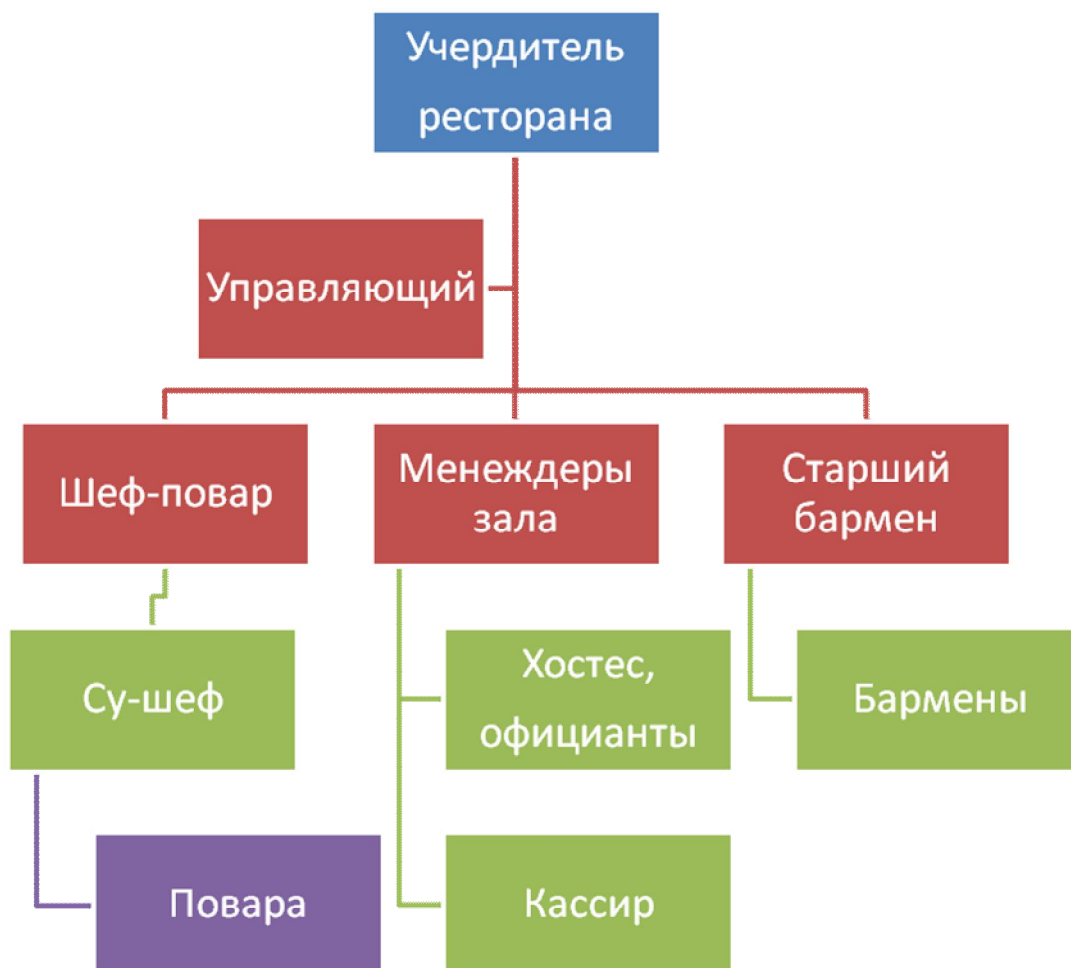 Учердитель
ресторана
Управляющий
Шеф-повар
Менеждеры
зала
Старший
бармен
Су-шеф
Хостес,
официанты
Бармены
Повара
Кассир